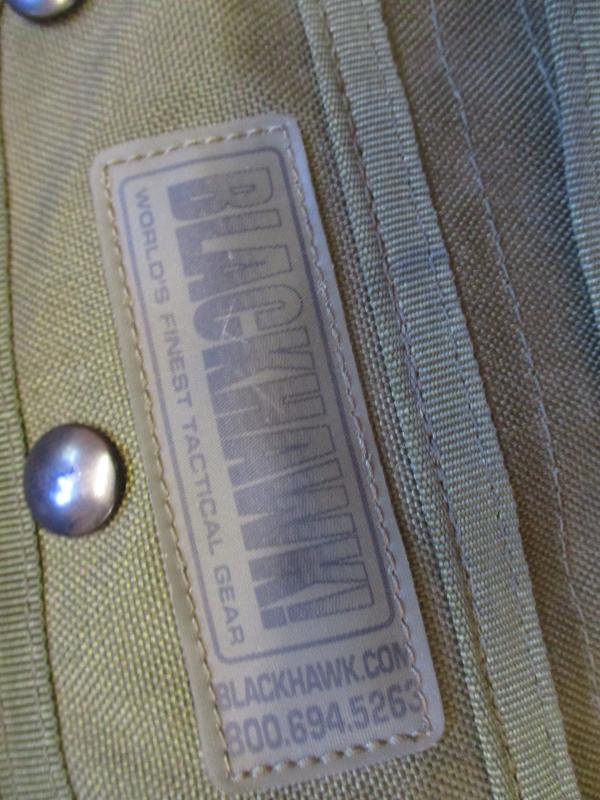 BLACKHAWK!
WORLD'S FINEST TACTICAL GEAR
BLACKHAWK.COM
800.694.5263